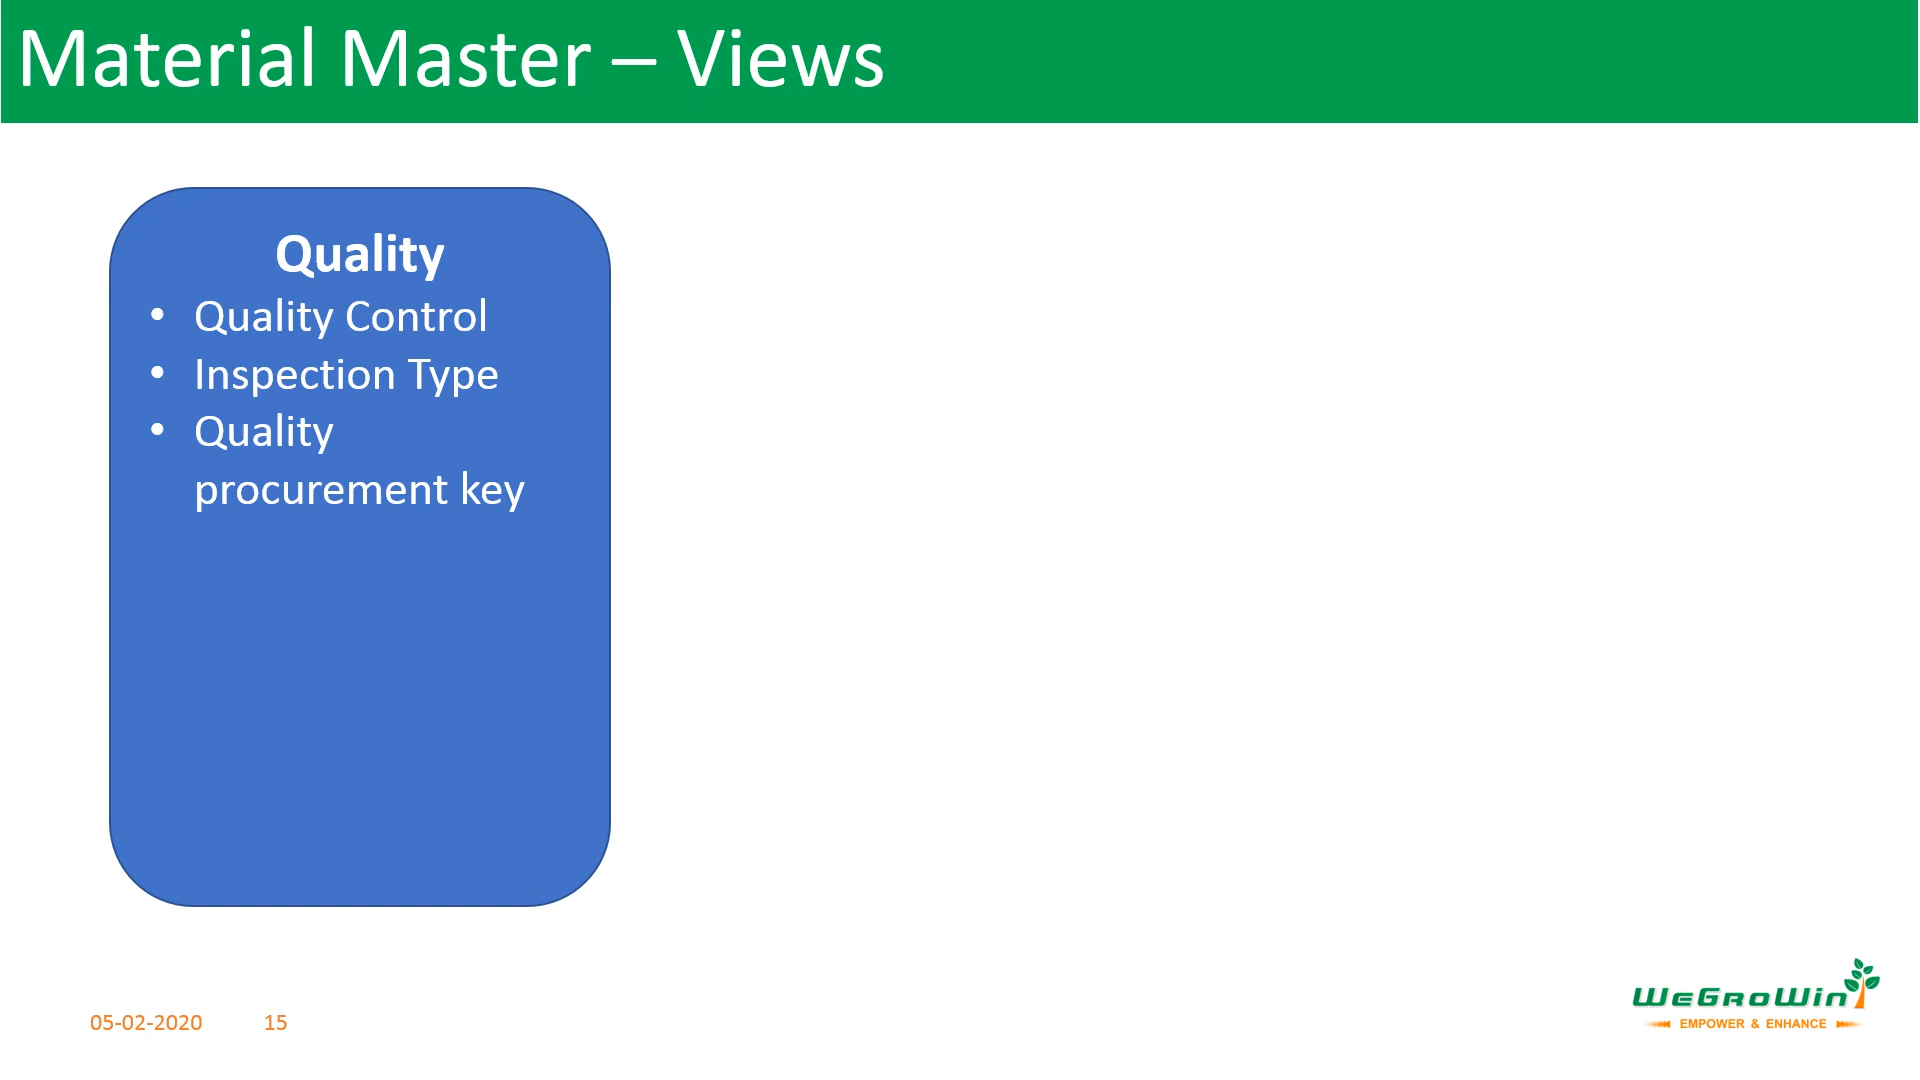 Material Master – Views
Quality
• Quality Control
• Inspection Type
• Quality
procurement key
05-02-2020 15
WeGroWin
EMPOWER & ENHANCE